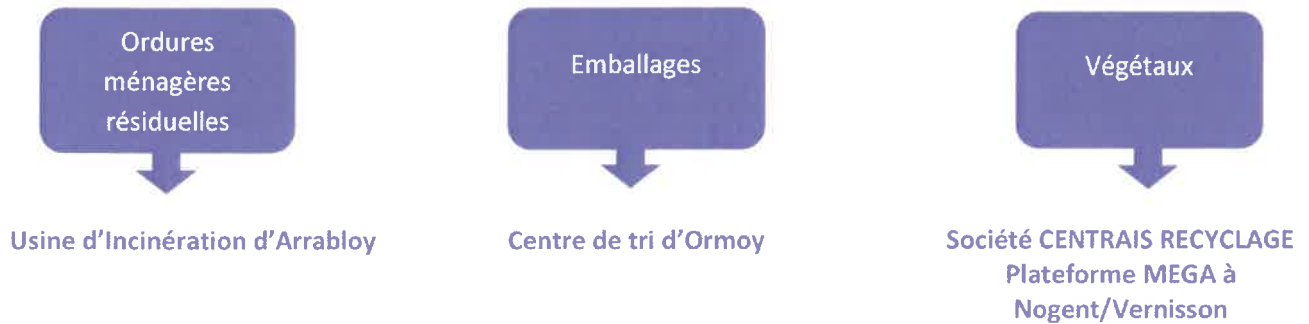 Ordures
ménagères
résiduelles
Emballages
Végétaux
Usine d'Incinération d'Arrabloy
Centre de tri d'Ormoy
Société CENTRAIS RECYCLAGE
Plateforme MEGA à
Nogent/Vernisson